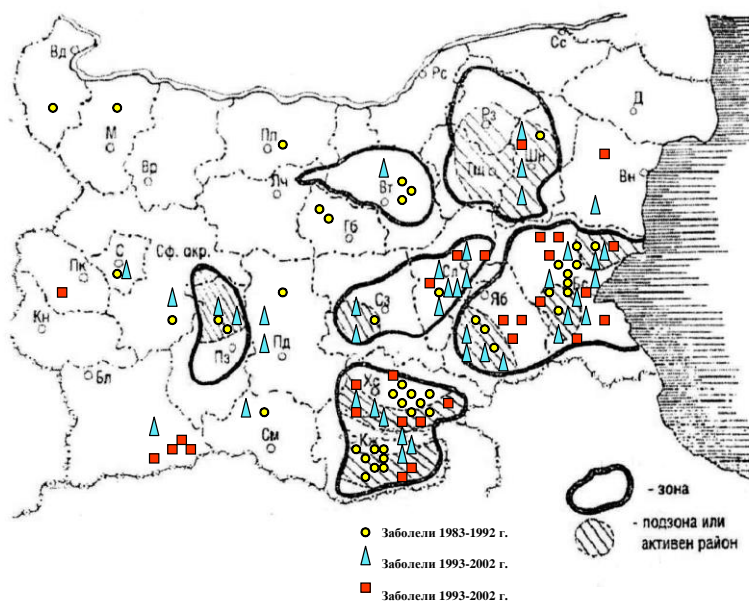 Сс
Вд
Рс
Д
Рз
М
Пл
Шн
Тщ
Вр
Вн
Лч
Вт
Гб
С
Сф. окр.
Пк
Сл
Бс
Яб
Сз
Кн
Пз
Пд
Бл
Хс
См
Кж
- зона
- подзона или
активен район
Заболели 1983-1992 г.
Заболели 1993-2002 г.
Заболели 1993-2002 г.